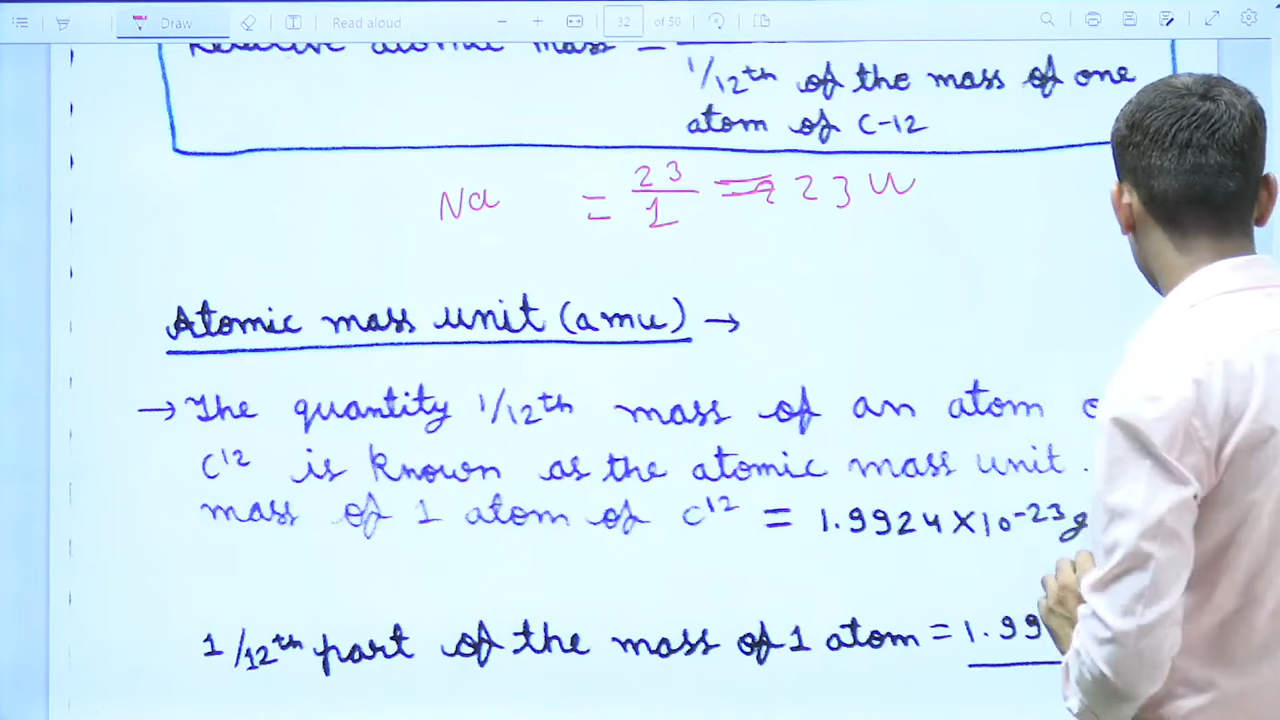 Draw
Read aloud
32 of 50
Relative atomic mass =
1/12th of the mass of one
atom of C-12
Na = 23/1 = 23 U
Atomic mass unit (amu) →
→ The quantity 1/12th mass of an atom
C¹² is known as the atomic mass unit.
mass of 1 atom of C¹² = 1.9924 × 10⁻²³ g
1/12th part of the mass of 1 atom = 1.99